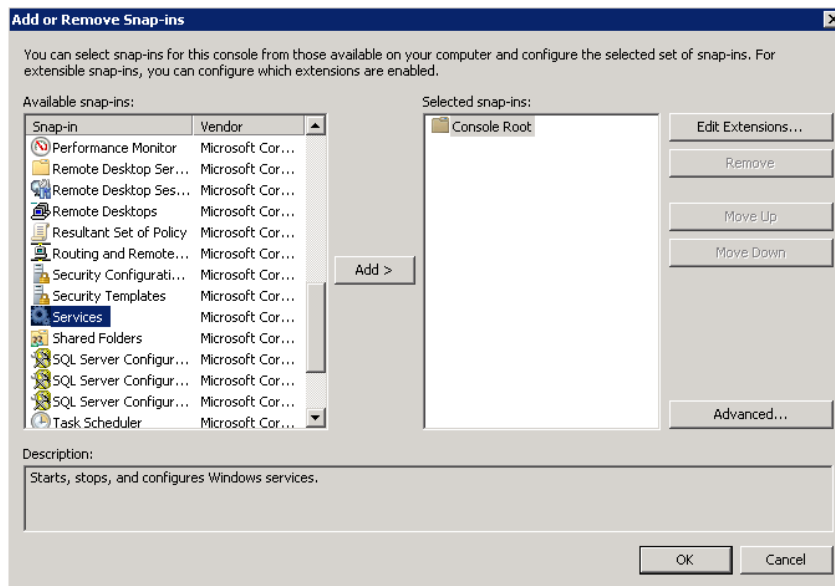 Add or Remove Snap-ins
You can select snap-ins for this console from those available on your computer and configure the selected set of snap-ins. For
extensible snap-ins, you can configure which extensions are enabled.
Available snap-ins:
Snap-in Vendor
Performance Monitor Microsoft Cor...
Remote Desktop Ser... Microsoft Cor...
Remote Desktop Ses... Microsoft Cor...
Remote Desktops Microsoft Cor...
Resultant Set of Policy Microsoft Cor...
Routing and Remote... Microsoft Cor...
Security Configurati... Microsoft Cor...
Security Templates Microsoft Cor...
Services Microsoft Cor...
Shared Folders Microsoft Cor...
SQL Server Configur... Microsoft Cor...
SQL Server Configur... Microsoft Cor...
SQL Server Configur... Microsoft Cor...
Task Scheduler Microsoft Cor...
Add >
Selected snap-ins:
Console Root
Edit Extensions...
Remove
Move Up
Move Down
Advanced...
Description:
Starts, stops, and configures Windows services.
OK
Cancel